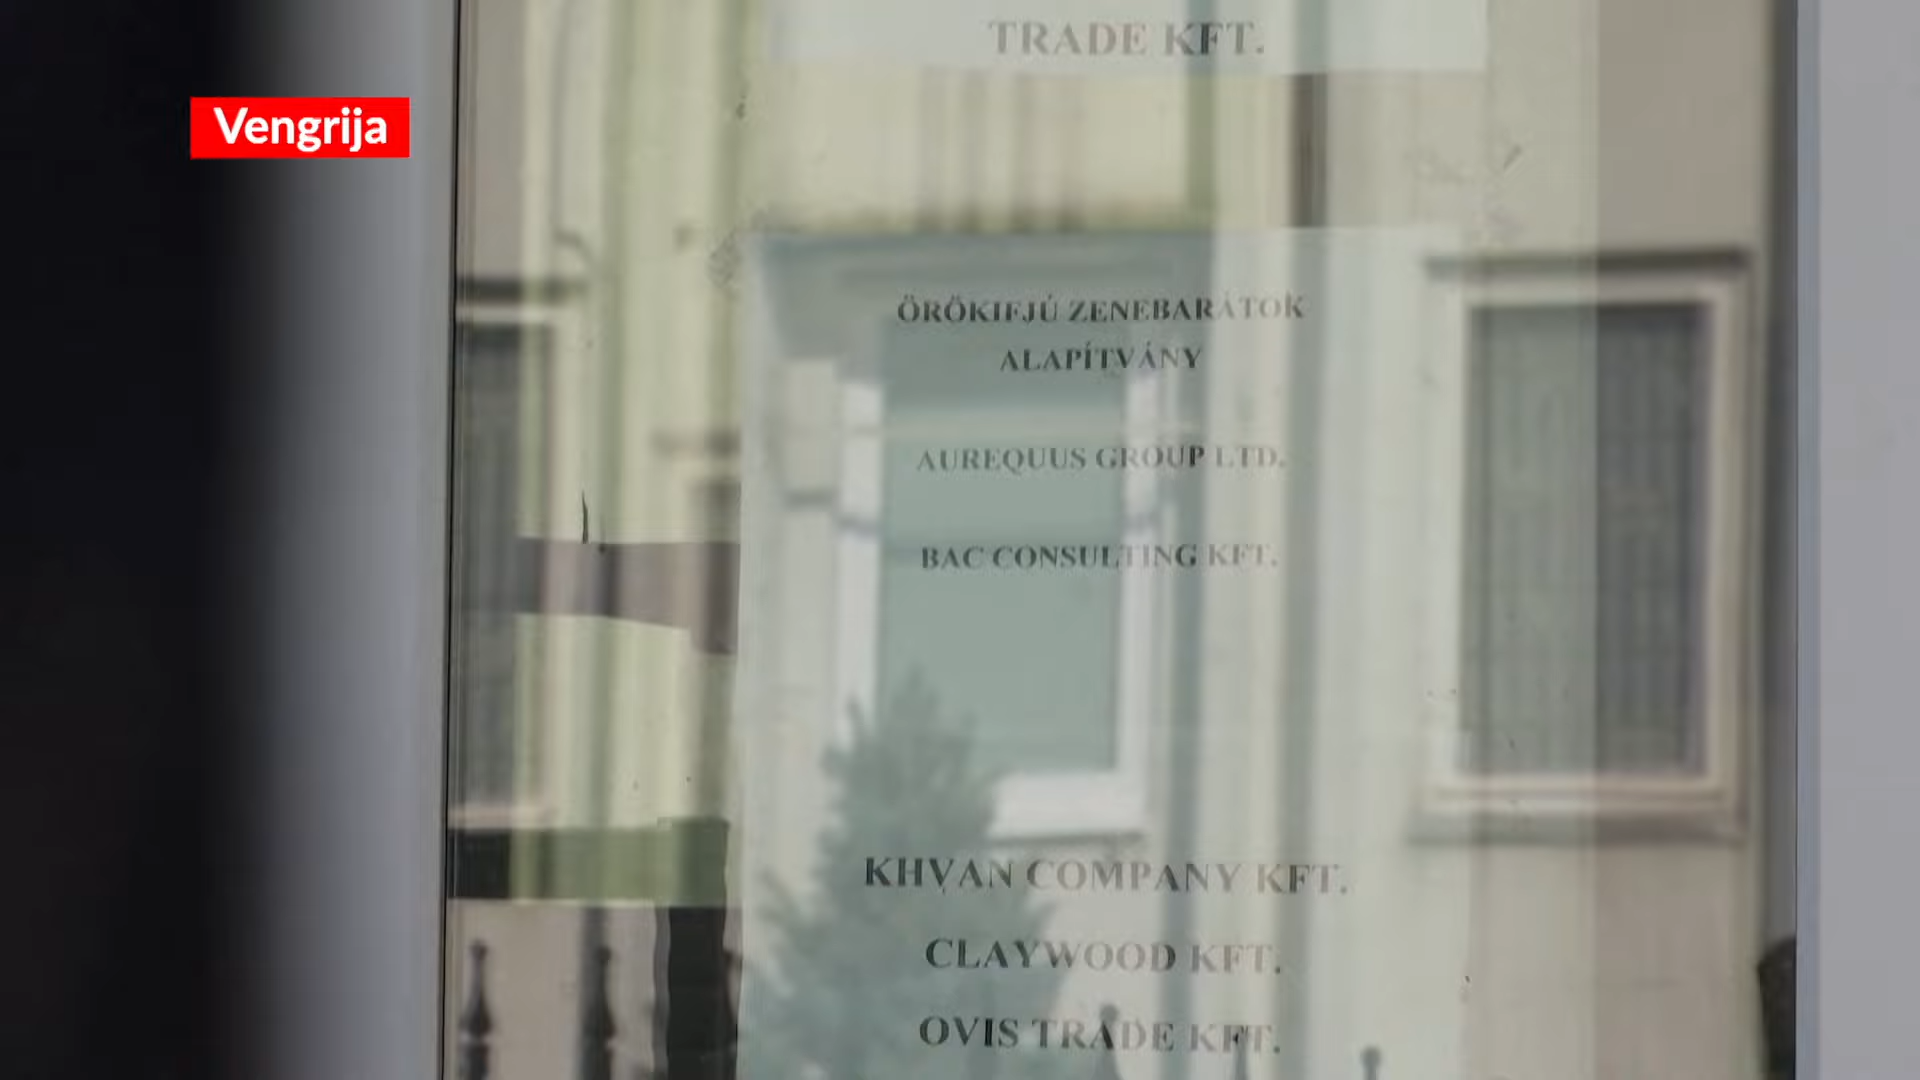 TRADE KFT.
Vengrija
ÖRÖKIFJÚ ZENEBARÁTOK
ALAPÍTVÁNY
AUREQUUS GROUP LTD.
BAC CONSULTING KFT.
KHVAN COMPANY KFT.
CLAYWOOD KFT.
OVIS TRADE KFT.